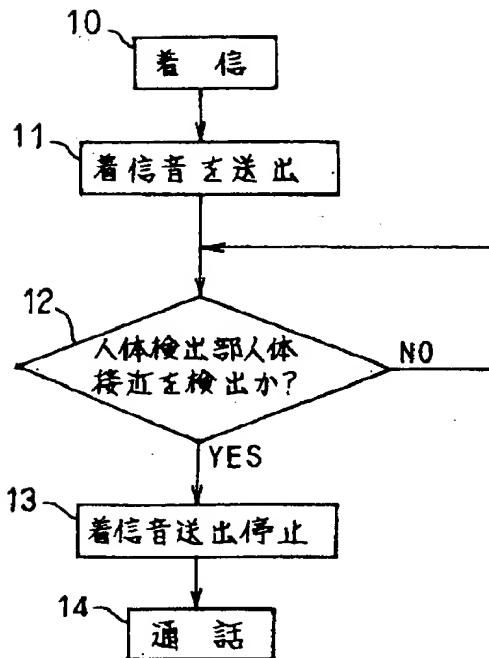 10
着信
11
着信音を送出
12
人体検出部人体
接近を検出か?
NO
YES
13
着信音送出停止
14
通話